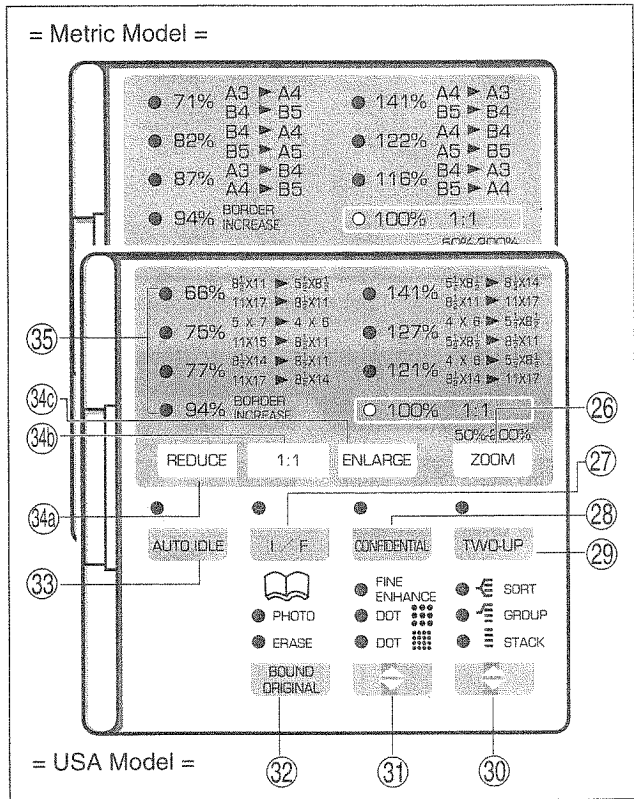 = Metric Model =
71% A3 ► A4 141% A4 ► A3
B4 ► B5 B5 ► B4
82% B4 ► A4 122% A4 ► B4
B5 ► A5 A5 ► B5
87% A3 ► B4 116% B4 ► A3
A4 ► B5 B5 ► A4
94% BORDER INCREASE 100% 1:1
50%-200%
66% 8½X11 ► 5½X8½ 141% 5½X8½ ► 8½X14
11X17 ► 8½X11 8½X11 ► 11X17
75% 5 X 7 ► 4 X 6 127% 4 X 6 ► 5½X8½
11X15 ► 8½X11 5½X8½ ► 8½X11
77% 8½X14 ► 8½X11 121% 4 X 6 ► 5½X8½
11X17 ► 8½X14 8½X14 ► 11X17
94% BORDER INCREASE 100% 1:1
50%-200%
REDUCE 1:1 ENLARGE ZOOM
AUTO IDLE I / F CONFIDENTIAL TWO-UP
FINE ENHANCE SORT
PHOTO DOT GROUP
ERASE DOT STACK
BOUND ORIGINAL
35
34c
34b
34a
33
26
27
28
29
32 31 30
= USA Model =